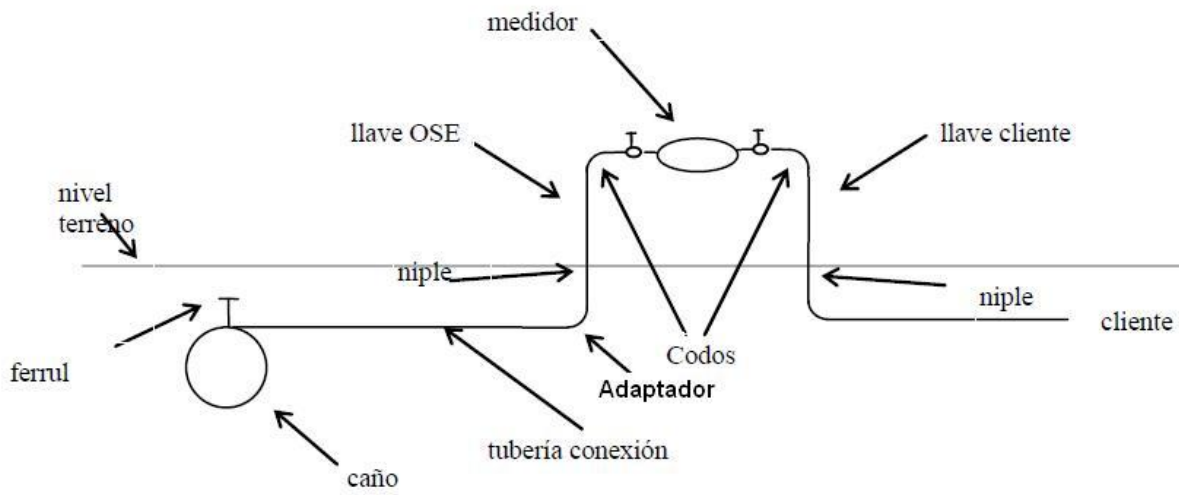 medidor
llave OSE
llave cliente
nivel
terreno
niple
niple
cliente
ferrul
Codos
Adaptador
tubería conexión
caño